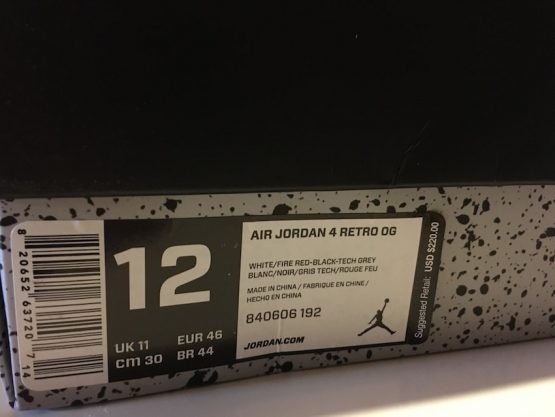 8 20652 63720 7 14
12
UK 11 EUR 46
cm 30 BR 44
AIR JORDAN 4 RETRO OG
WHITE/FIRE RED-BLACK-TECH GREY
BLANC/NOIR/GRIS TECH/ROUGE FEU
MADE IN CHINA / FABRIQUE EN CHINE /
HECHO EN CHINA
840606 192
JORDAN.COM
Suggested Retail: USD $220.00